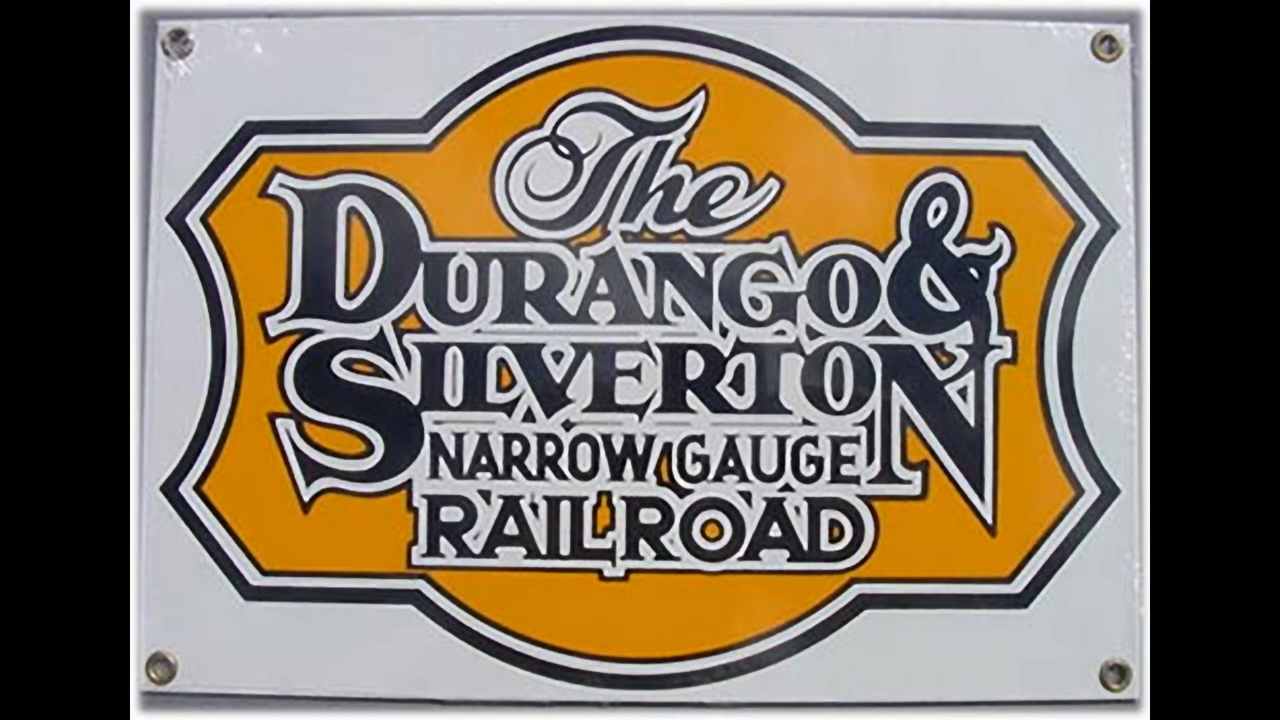 The
DURANGO &
SILVERTON
NARROW GAUGE
RAILROAD